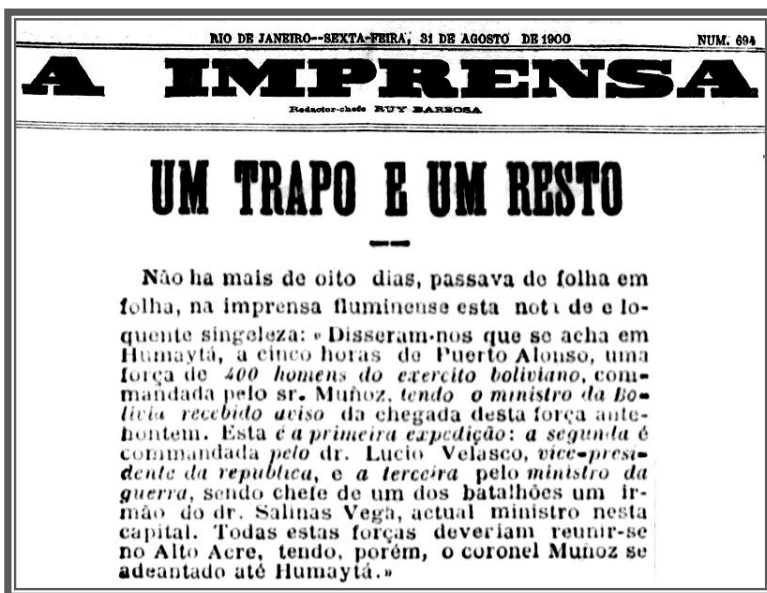 RIO DE JANEIRO--SEXTA-FEIRA, 31 DE AGOSTO DE 1900 NUM. 694
A IMPRENSA
Redactor-chefe RUY BARBOSA
UM TRAPO E UM RESTO
Não ha mais de oito dias, passava de folha em
folha, na imprensa fluminense esta de elo-
quente singeleza: « Disseram-nos que se acha em
Humaytá, a cinco horas de Puerto Alonso, uma
força de 400 homens do exercito boliviano, com-
mandada pelo sr. Muñoz, tendo o ministro da Bo-
livia recebido aviso da chegada desta força ante-
hontem. Esta é a primeira expedição: a segunda é
commandada pelo dr. Lucio Velasco, vice-presi-
dente da republica, e a terceira pelo ministro da
guerra, sendo chefe de um dos batalhões um ir-
mão do dr. Salinas Vega, actual ministro nesta
capital. Todas estas forças deveriam reunir-se
no Alto Acre, tendo, porém, o coronel Muñoz se
adeantado até Humaytá.»